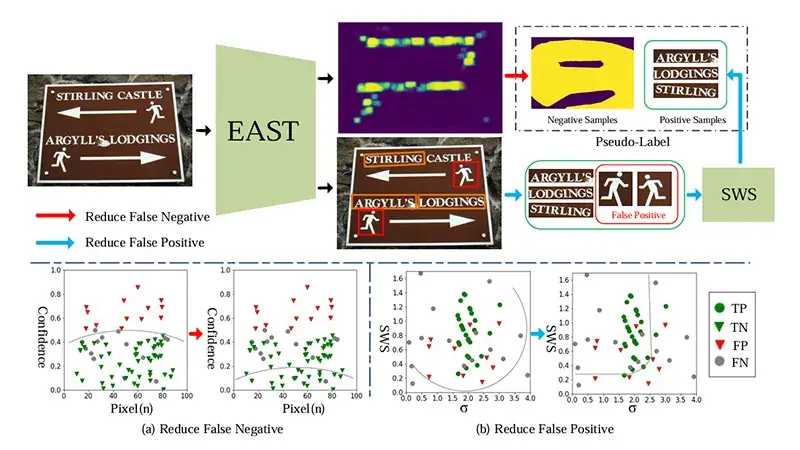 STIRLING CASTLE
ARGYLL'S LODGINGS
EAST
STIRLING CASTLE
ARGYLL'S LODGINGS
Negative Samples
ARGYLL'S
LODGINGS
STIRLING
Positive Samples
Pseudo-Label
ARGYLL'S
LODGINGS
STIRLING
False Positive
SWS
Reduce False Negative
Reduce False Positive
Confidence
1.0
0.8
0.6
0.4
0.2
0.0
0 20 40 60 80 100
Pixel(n)
Confidence
1.0
0.8
0.6
0.4
0.2
0.0
0 20 40 60 80 100
Pixel(n)
(a) Reduce False Negative
SWS
1.6
1.4
1.2
1.0
0.8
0.6
0.4
0.2
0.0
0.0 0.5 1.0 1.5 2.0 2.5 3.0 3.5 4.0
σ
SWS
1.6
1.4
1.2
1.0
0.8
0.6
0.4
0.2
0.0
0.0 0.5 1.0 1.5 2.0 2.5 3.0 3.5 4.0
σ
(b) Reduce False Positive
TP
TN
FP
FN